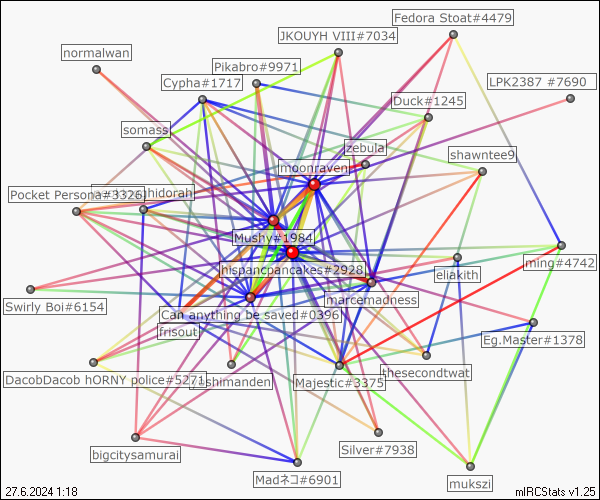 Fedora Stoat#4479
JKOUYH VIII#7034
normalwan
Pikabro#9971
Cypha#1717
LPK2387 #7690
Duck#1245
somass
zebula
shawntee9
moonraven
Pocket Persona#3326
hidorah
Mushy#1984
ming#4742
hispancpancakes#2928
eliakith
marcemadness
Swirly Boi#6154
Can anything be saved#0396
frisout
Eg.Master#1378
thesecondtwat
DacobDacob hORNY police#5271
shimanden
Majestic#3375
Silver#7938
bigcitysamurai
Madネコ#6901
mukszi
27.6.2024 1:18
mIRCStats v1.25